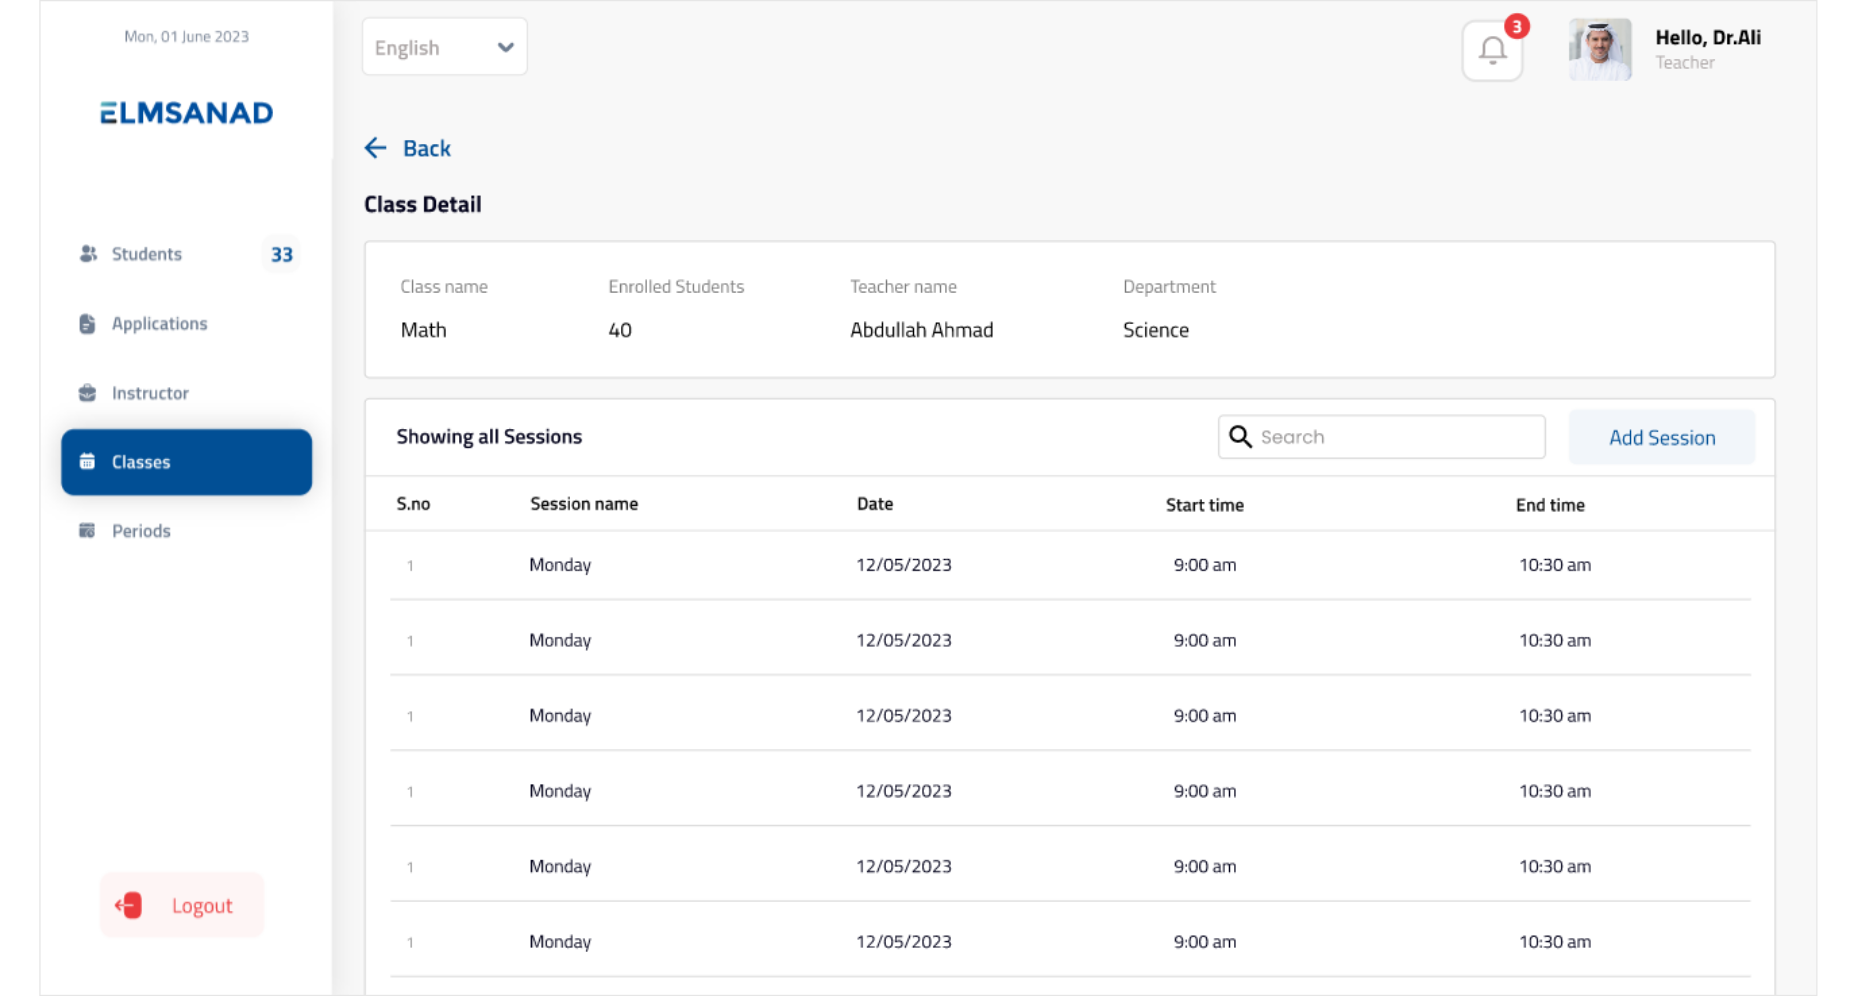 Mon, 01 June 2023
English
3
Hello, Dr.Ali
Teacher
ELMSANAD
Back
Class Detail
Students 33
Applications
Instructor
Classes
Periods
Logout
Class name Enrolled Students Teacher name Department
Math 40 Abdullah Ahmad Science
Showing all Sessions Search Add Session
S.no Session name Date Start time End time
1 Monday 12/05/2023 9:00 am 10:30 am
1 Monday 12/05/2023 9:00 am 10:30 am
1 Monday 12/05/2023 9:00 am 10:30 am
1 Monday 12/05/2023 9:00 am 10:30 am
1 Monday 12/05/2023 9:00 am 10:30 am
1 Monday 12/05/2023 9:00 am 10:30 am